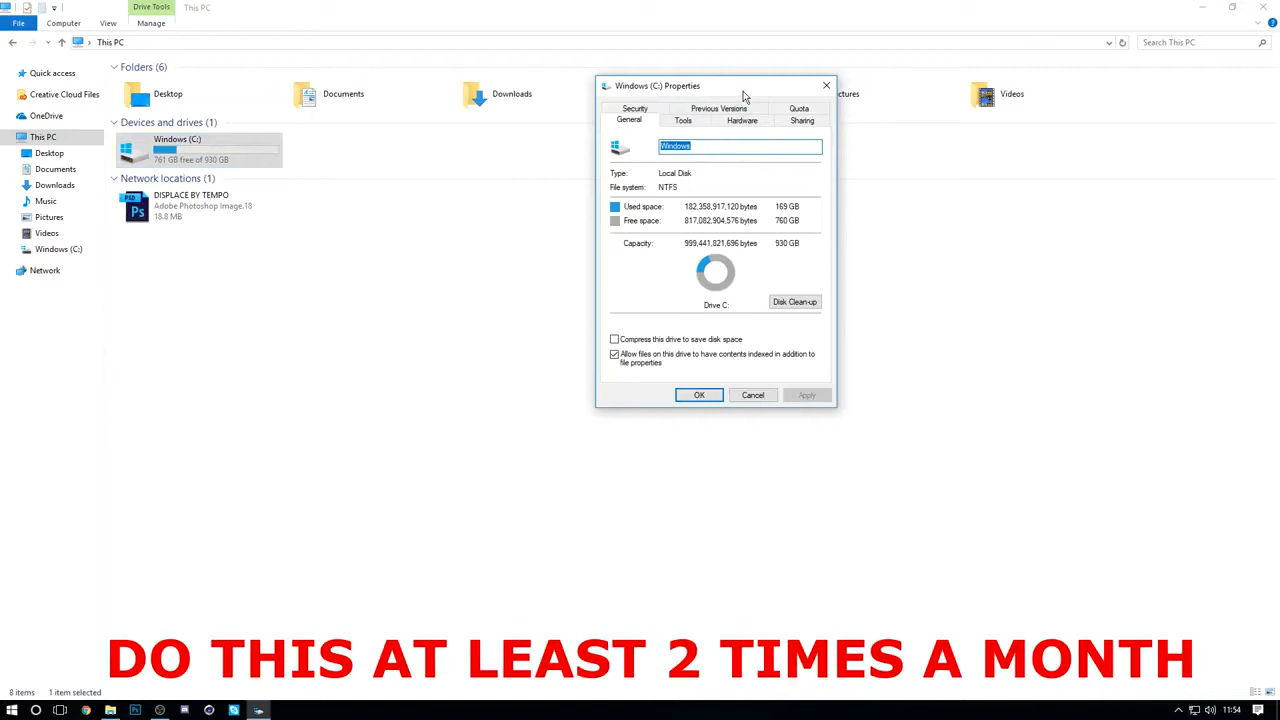 Drive Tools
This PC
File
Computer
View
Manage
This PC
Search This PC
Quick access
Creative Cloud Files
OneDrive
This PC
Desktop
Documents
Downloads
Music
Pictures
Videos
Windows (C:)
Network
Folders (6)
Desktop
Documents
Downloads
ctures
Videos
Devices and drives (1)
Windows (C:)
761 GB free of 930 GB
Network locations (1)
DISPLACE BY TEMPO
Adobe Photoshop Image.18
18.8 MB
Windows (C:) Properties
Security
Previous Versions
Quota
General
Tools
Hardware
Sharing
Windows
Type: Local Disk
File system: NTFS
Used space: 182,358,917,120 bytes 169 GB
Free space: 817,082,904,576 bytes 760 GB
Capacity: 999,441,821,696 bytes 930 GB
Drive C:
Disk Clean-up
Compress this drive to save disk space
Allow files on this drive to have contents indexed in addition to
file properties
OK
Cancel
Apply
DO THIS AT LEAST 2 TIMES A MONTH
8 items 1 item selected
11:54